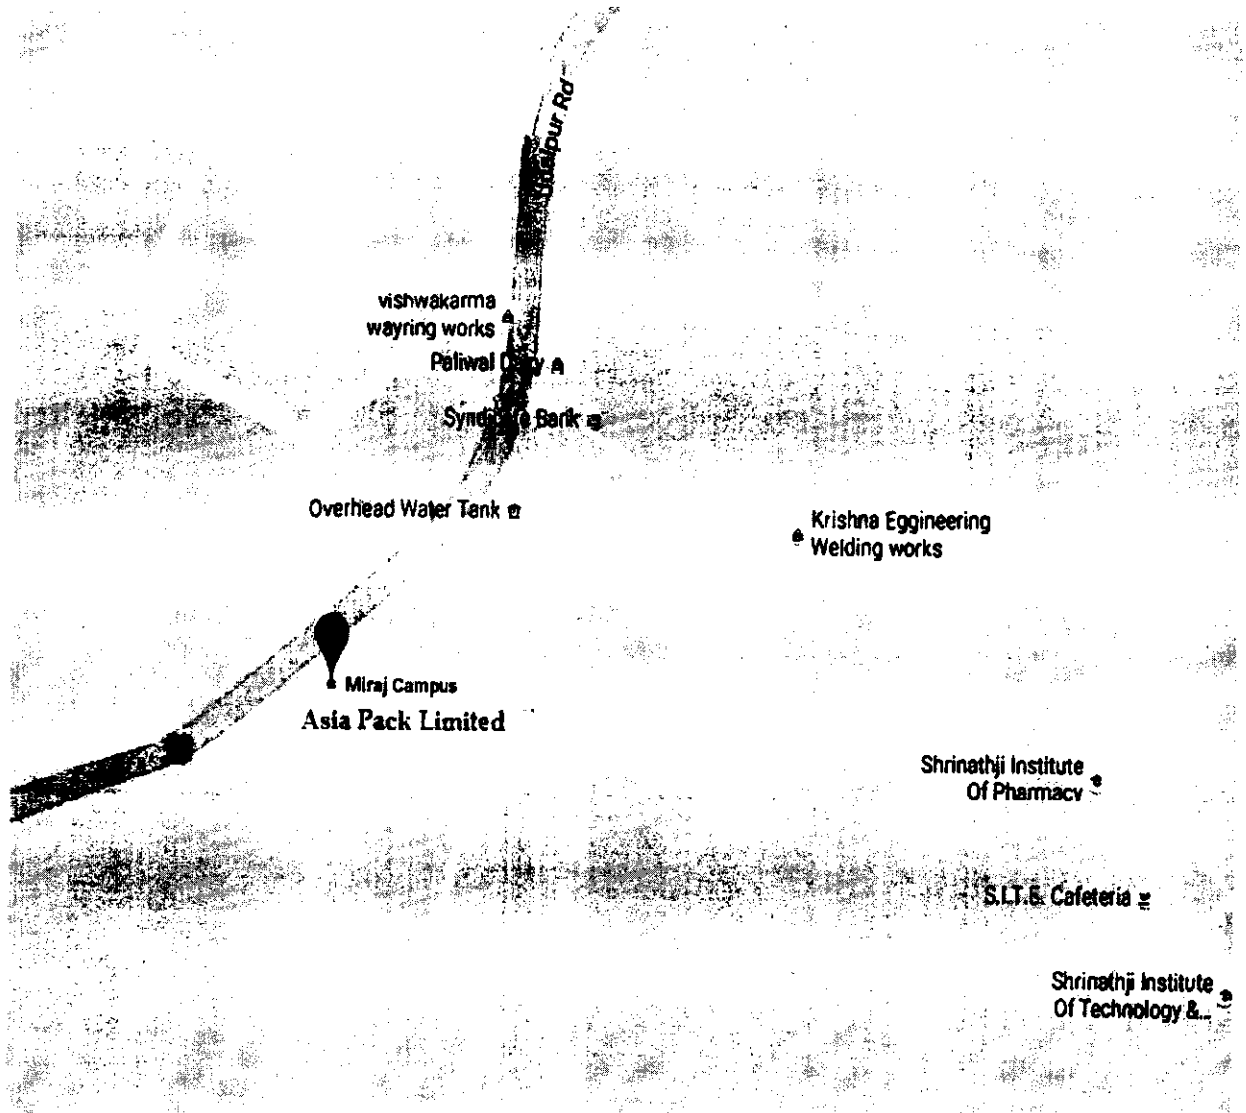 Udaipur Rd
vishwakarma
wayring works
Paliwal Dairy
Syndicate Bank
Overhead Water Tank
Krishna Eggineering
Welding works
Miraj Campus
Asia Pack Limited
Shrinathji Institute
Of Pharmacy
S.I.T.E. Cafeteria
Shrinathji Institute
Of Technology &...